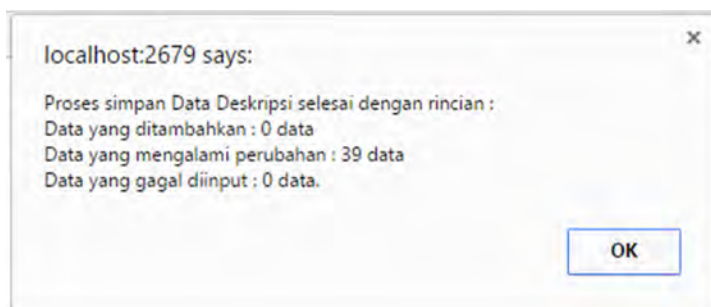 localhost:2679 says:
Proses simpan Data Deskripsi selesai dengan rincian :
Data yang ditambahkan : 0 data
Data yang mengalami perubahan : 39 data
Data yang gagal diinput : 0 data.
OK